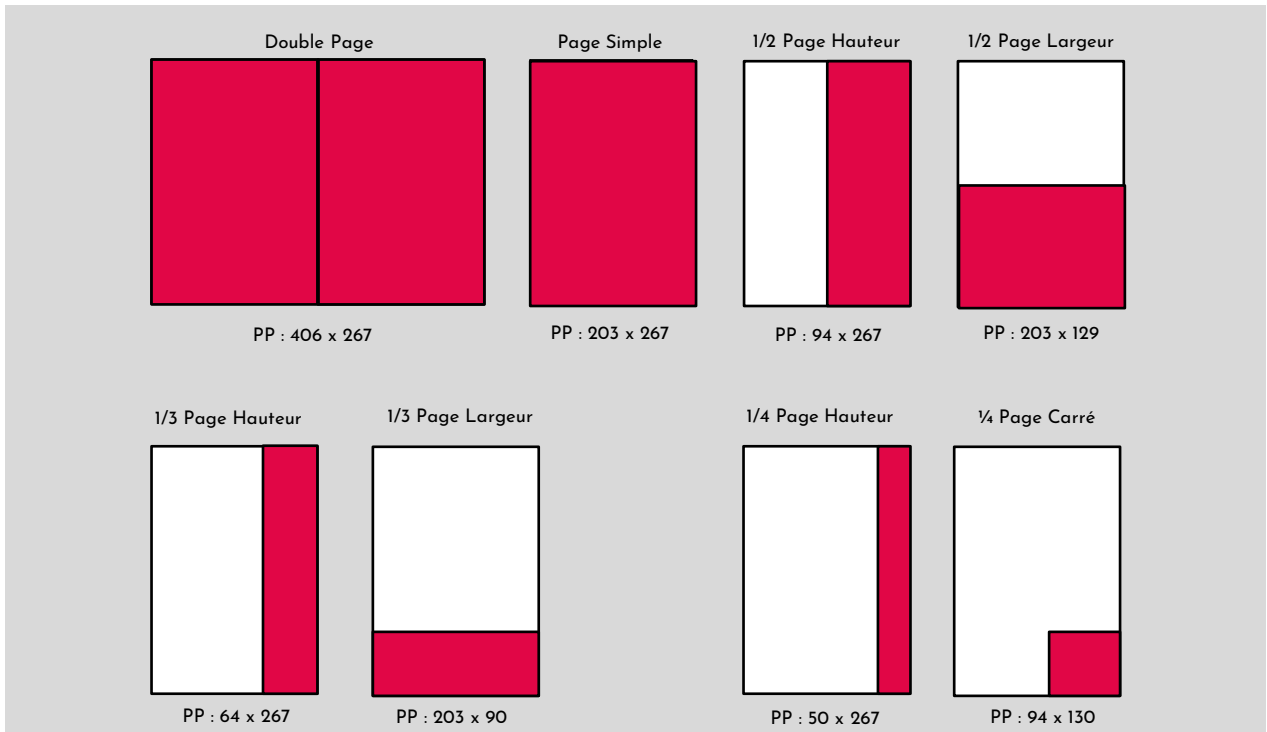 Double Page
Page Simple
1/2 Page Hauteur
1/2 Page Largeur
PP : 406 x 267
PP : 203 x 267
PP : 94 x 267
PP : 203 x 129
1/3 Page Hauteur
1/3 Page Largeur
1/4 Page Hauteur
¼ Page Carré
PP : 64 x 267
PP : 203 x 90
PP : 50 x 267
PP : 94 x 130